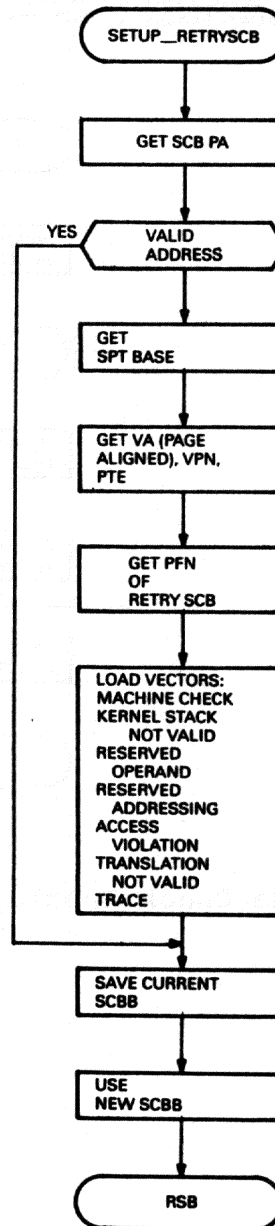 SETUP__RETRYSCB
GET SCB PA
YES
VALID
ADDRESS
GET
SPT BASE
GET VA (PAGE
ALIGNED), VPN,
PTE
GET PFN
OF
RETRY SCB
LOAD VECTORS:
MACHINE CHECK
KERNEL STACK
NOT VALID
RESERVED
OPERAND
RESERVED
ADDRESSING
ACCESS
VIOLATION
TRANSLATION
NOT VALID
TRACE
SAVE CURRENT
SCBB
USE
NEW SCBB
RSB